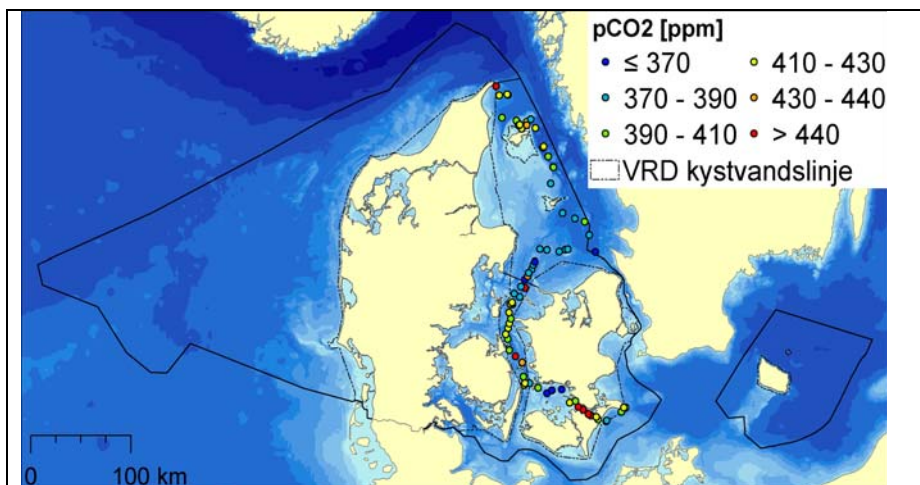 pCO2 [ppm]
≤ 370
410 - 430
370 - 390
430 - 440
390 - 410
> 440
VRD kystvandslinje
0
100 km